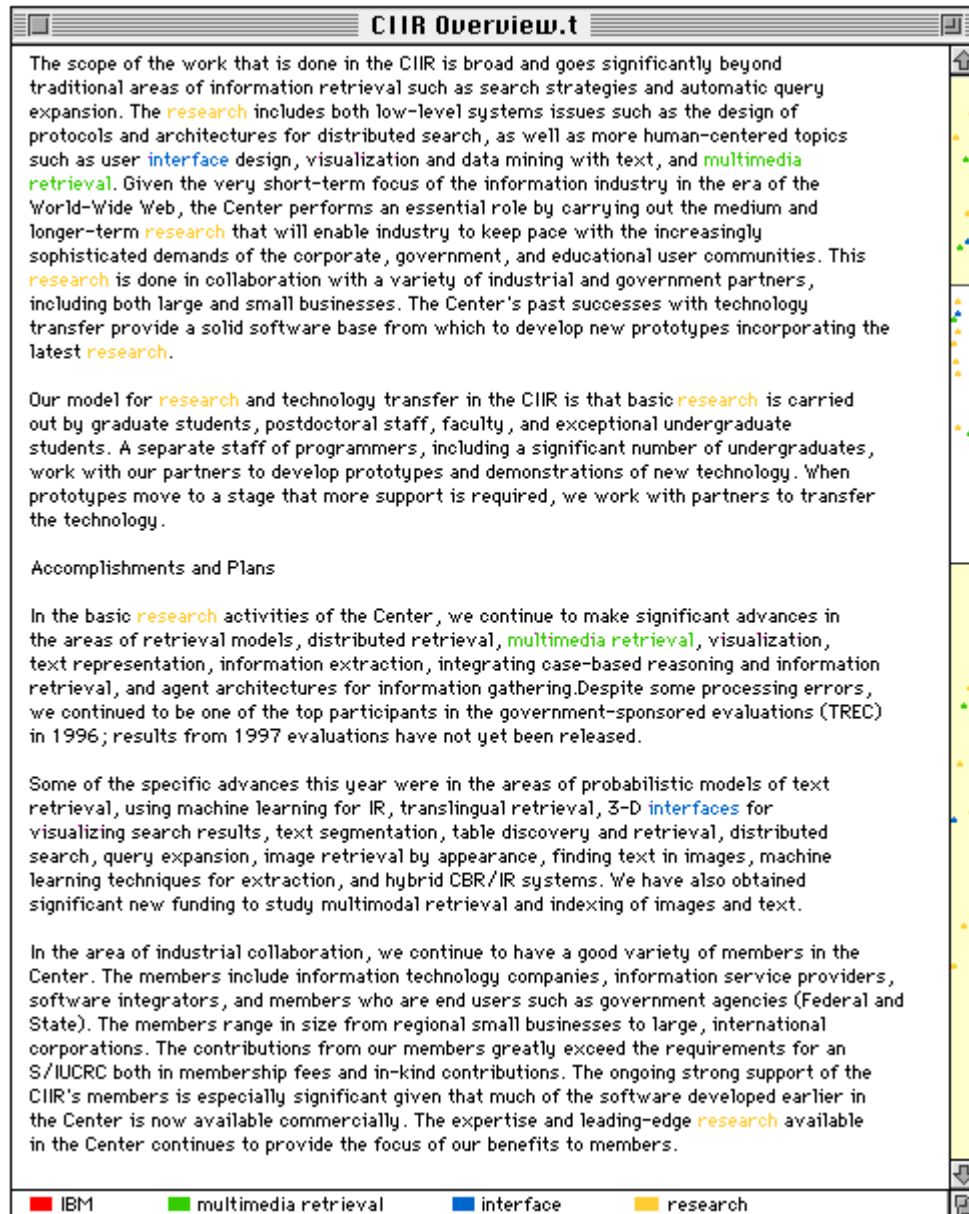 CIIR Overview.t
The scope of the work that is done in the CIIR is broad and goes significantly beyond
traditional areas of information retrieval such as search strategies and automatic query
expansion. The research includes both low-level systems issues such as the design of
protocols and architectures for distributed search, as well as more human-centered topics
such as user interface design, visualization and data mining with text, and multimedia
retrieval. Given the very short-term focus of the information industry in the era of the
World-Wide Web, the Center performs an essential role by carrying out the medium and
longer-term research that will enable industry to keep pace with the increasingly
sophisticated demands of the corporate, government, and educational user communities. This
research is done in collaboration with a variety of industrial and government partners,
including both large and small businesses. The Center's past successes with technology
transfer provide a solid software base from which to develop new prototypes incorporating the
latest research.
Our model for research and technology transfer in the CIIR is that basic research is carried
out by graduate students, postdoctoral staff, faculty, and exceptional undergraduate
students. A separate staff of programmers, including a significant number of undergraduates,
work with our partners to develop prototypes and demonstrations of new technology. When
prototypes move to a stage that more support is required, we work with partners to transfer
the technology.
Accomplishments and Plans
In the basic research activities of the Center, we continue to make significant advances in
the areas of retrieval models, distributed retrieval, multimedia retrieval, visualization,
text representation, information extraction, integrating case-based reasoning and information
retrieval, and agent architectures for information gathering.Despite some processing errors,
we continued to be one of the top participants in the government-sponsored evaluations (TREC)
in 1996; results from 1997 evaluations have not yet been released.
Some of the specific advances this year were in the areas of probabilistic models of text
retrieval, using machine learning for IR, translingual retrieval, 3-D interfaces for
visualizing search results, text segmentation, table discovery and retrieval, distributed
search, query expansion, image retrieval by appearance, finding text in images, machine
learning techniques for extraction, and hybrid CBR/IR systems. We have also obtained
significant new funding to study multimodal retrieval and indexing of images and text.
In the area of industrial collaboration, we continue to have a good variety of members in the
Center. The members include information technology companies, information service providers,
software integrators, and members who are end users such as government agencies (Federal and
State). The members range in size from regional small businesses to large, international
corporations. The contributions from our members greatly exceed the requirements for an
S/IUCRC both in membership fees and in-kind contributions. The ongoing strong support of the
CIIR's members is especially significant given that much of the software developed earlier in
the Center is now available commercially. The expertise and leading-edge research available
in the Center continues to provide the focus of our benefits to members.
IBM multimedia retrieval interface research